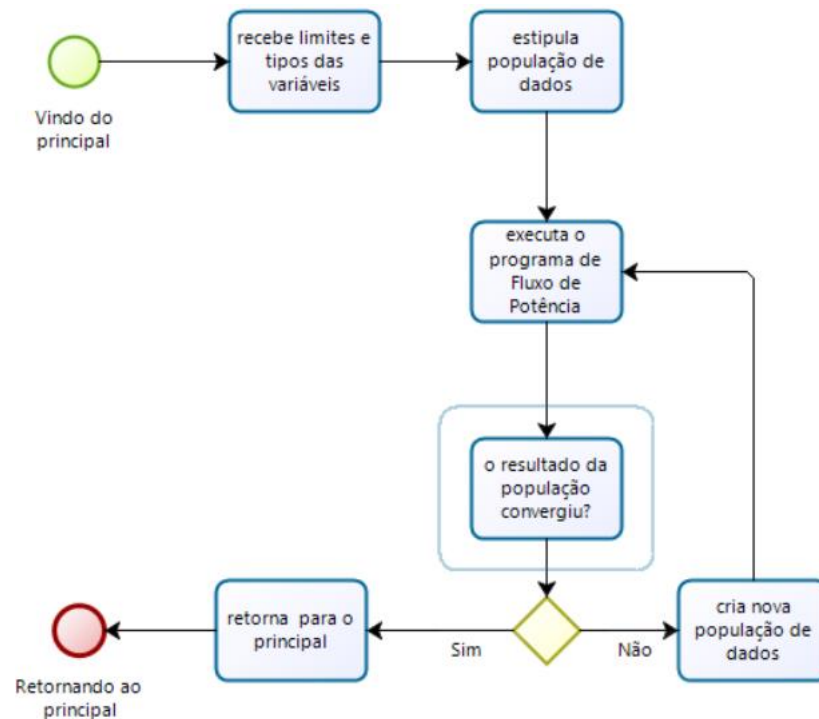 recebe limites e
tipos das
variáveis
estipula
população de
dados
Vindo do
principal
executa o
programa de
Fluxo de
Potência
o resultado da
população
convergiu?
retorna para o
principal
Sim
Não
cria nova
população de
dados
Retornando ao
principal